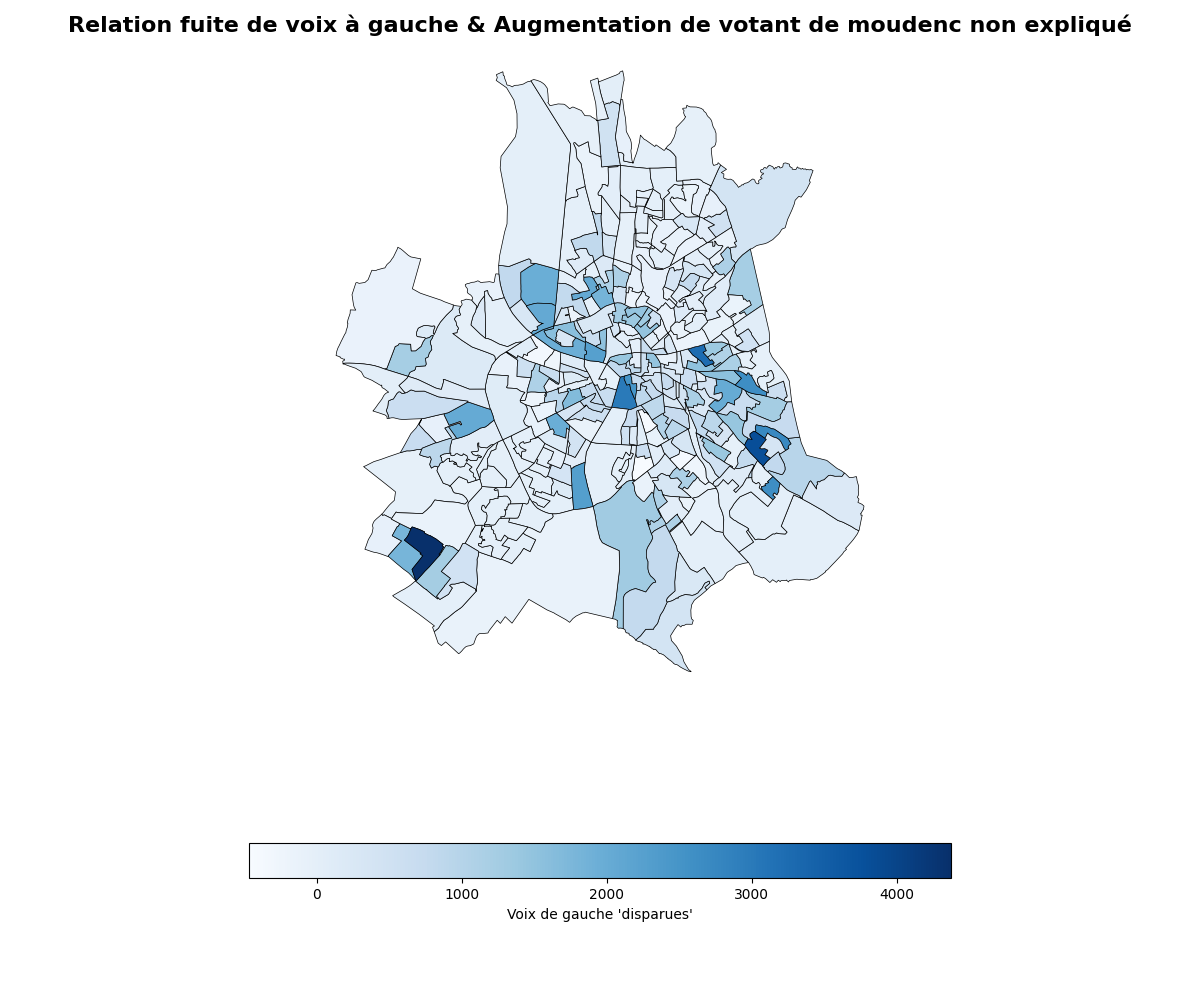 Relation fuite de voix à gauche & Augmentation de votant de moudenc non expliqué
0 1000 2000 3000 4000
Voix de gauche 'disparues'